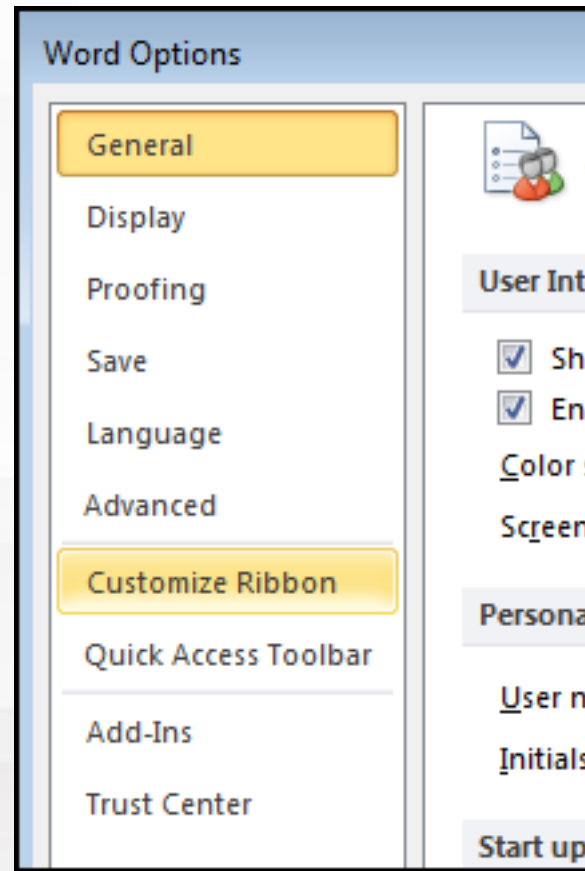 Word Options
General
Display
Proofing
Save
Language
Advanced
Customize Ribbon
Quick Access Toolbar
Add-Ins
Trust Center
User Int
Sh
En
Color
Screen
Persona
User n
Initials
Start up